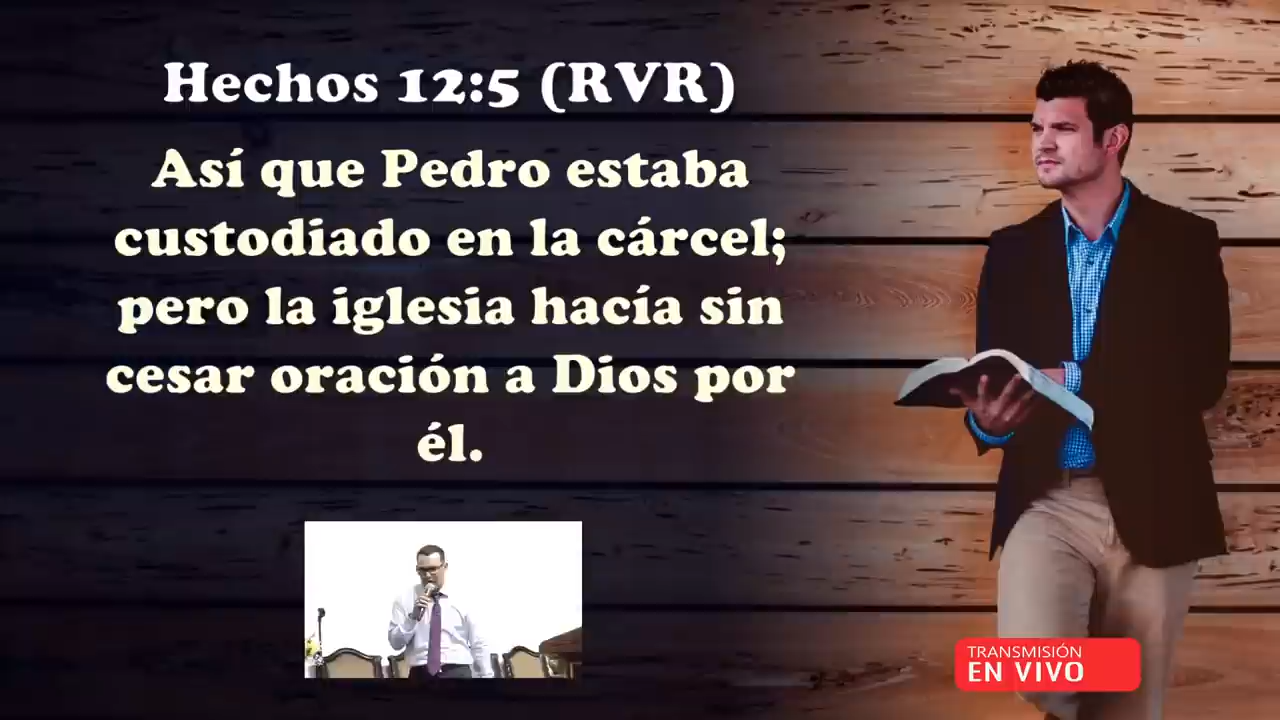 Hechos 12:5 (RVR)
Así que Pedro estaba
custodiado en la cárcel;
pero la iglesia hacía sin
cesar oración a Dios por
él.
TRANSMISIÓN
EN VIVO